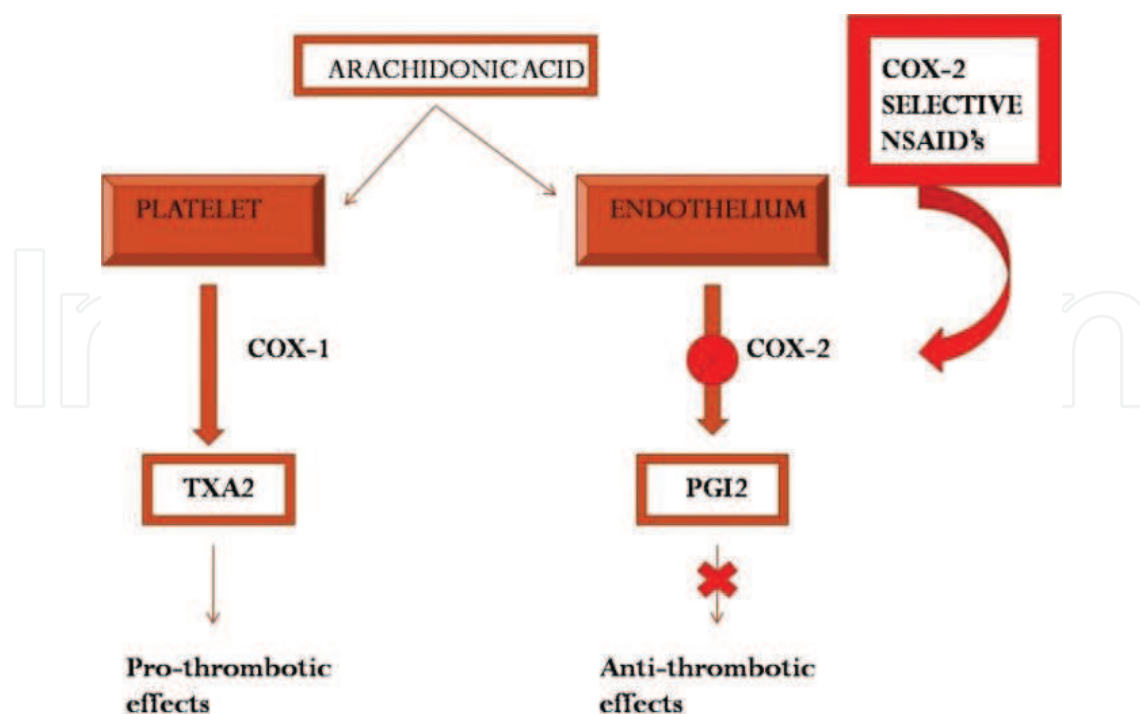 ARACHIDONIC ACID
COX-2
SELECTIVE
NSAID's
PLATELET
ENDOTHELIUM
COX-1
COX-2
TXA2
PGI2
Pro-thrombotic
effects
Anti-thrombotic
effects